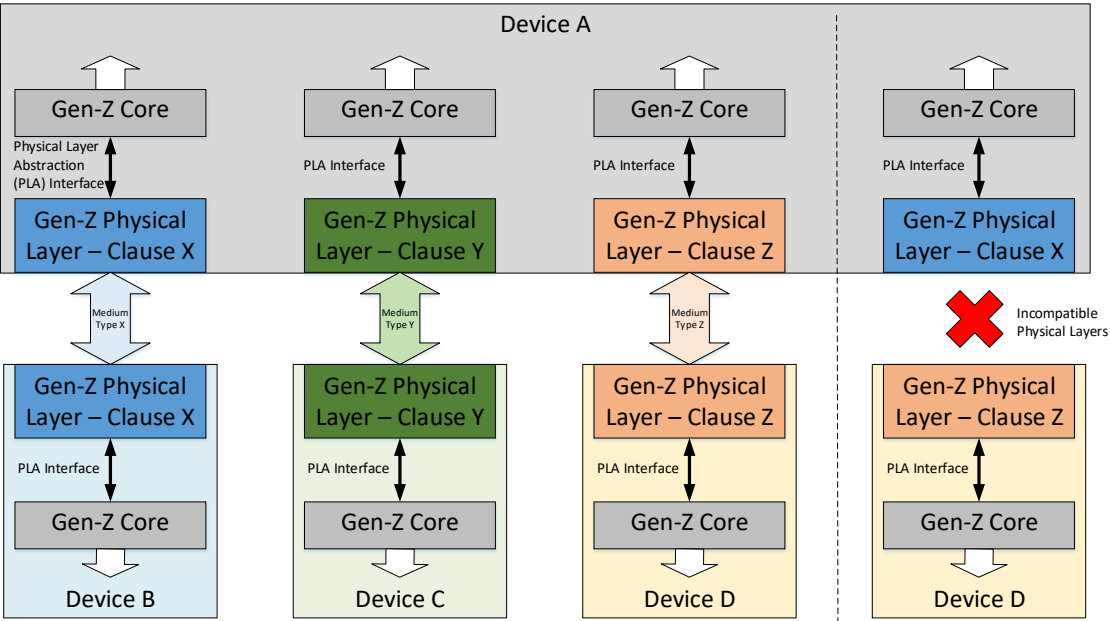 Device A
Gen-Z Core
Gen-Z Core
Gen-Z Core
Gen-Z Core
Physical Layer
Abstraction
(PLA) Interface
PLA Interface
PLA Interface
PLA Interface
Gen-Z Physical
Layer – Clause X
Gen-Z Physical
Layer – Clause Y
Gen-Z Physical
Layer – Clause Z
Gen-Z Physical
Layer – Clause X
Medium
Type X
Medium
Type Y
Medium
Type Z
Incompatible
Physical Layers
Gen-Z Physical
Layer – Clause X
Gen-Z Physical
Layer – Clause Y
Gen-Z Physical
Layer – Clause Z
Gen-Z Physical
Layer – Clause Z
PLA Interface
PLA Interface
PLA Interface
PLA Interface
Gen-Z Core
Gen-Z Core
Gen-Z Core
Gen-Z Core
Device B
Device C
Device D
Device D